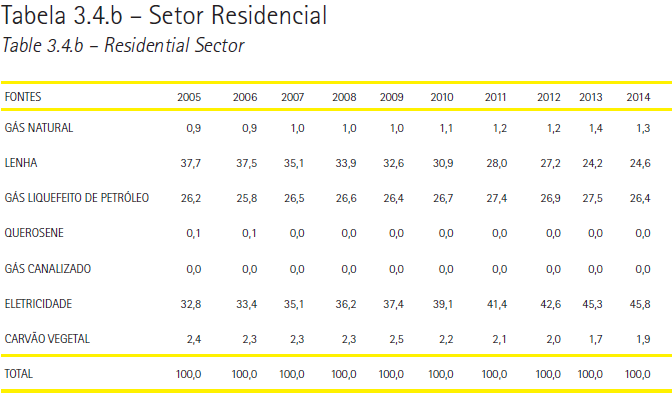 Tabela 3.4.b – Setor Residencial
Table 3.4.b – Residential Sector
FONTES 2005 2006 2007 2008 2009 2010 2011 2012 2013 2014
GÁS NATURAL 0,9 0,9 1,0 1,0 1,0 1,1 1,2 1,2 1,4 1,3
LENHA 37,7 37,5 35,1 33,9 32,6 30,9 28,0 27,2 24,2 24,6
GÁS LIQUEFEITO DE PETRÓLEO 26,2 25,8 26,5 26,6 26,4 26,7 27,4 26,9 27,5 26,4
QUEROSENE 0,1 0,1 0,0 0,0 0,0 0,0 0,0 0,0 0,0 0,0
GÁS CANALIZADO 0,0 0,0 0,0 0,0 0,0 0,0 0,0 0,0 0,0 0,0
ELETRICIDADE 32,8 33,4 35,1 36,2 37,4 39,1 41,4 42,6 45,3 45,8
CARVÃO VEGETAL 2,4 2,3 2,3 2,3 2,5 2,2 2,1 2,0 1,7 1,9
TOTAL 100,0 100,0 100,0 100,0 100,0 100,0 100,0 100,0 100,0 100,0